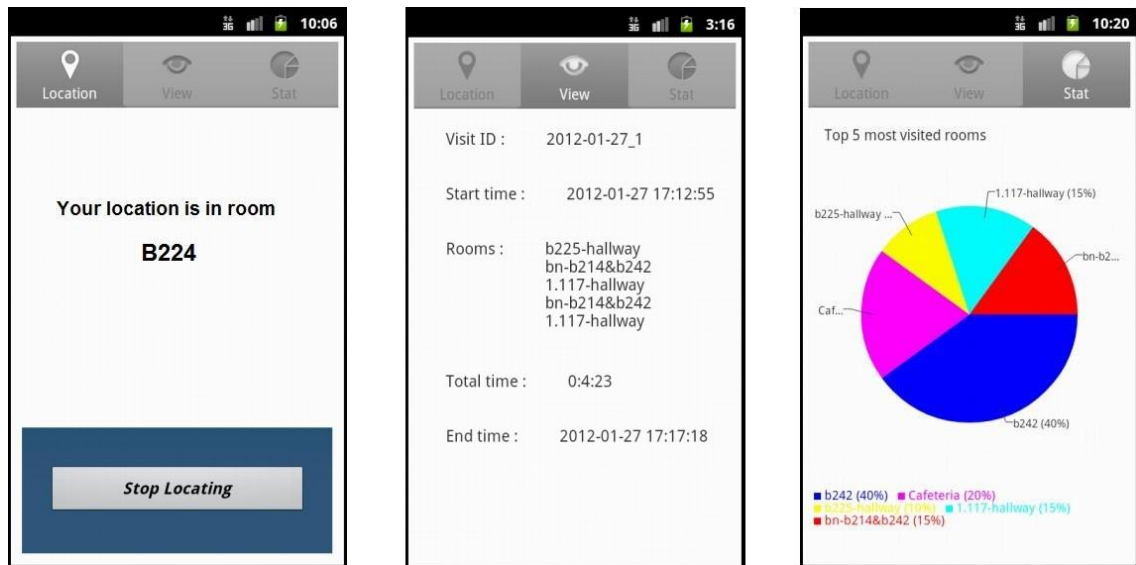 3G 10:06
Location View Stat
Your location is in room
B224
Stop Locating
3G 3:16
Location View Stat
Visit ID : 2012-01-27_1
Start time : 2012-01-27 17:12:55
Rooms : b225-hallway
bn-b214&b242
1.117-hallway
bn-b214&b242
1.117-hallway
Total time : 0:4:23
End time : 2012-01-27 17:17:18
3G 10:20
Location View Stat
Top 5 most visited rooms
1.117-hallway (15%)
b225-hallway ...
bn-b2...
Caf...
b242 (40%)
b242 (40%) Cafeteria (20%)
b225-hallway (10%) 1.117-hallway (15%)
bn-b214&b242 (15%)